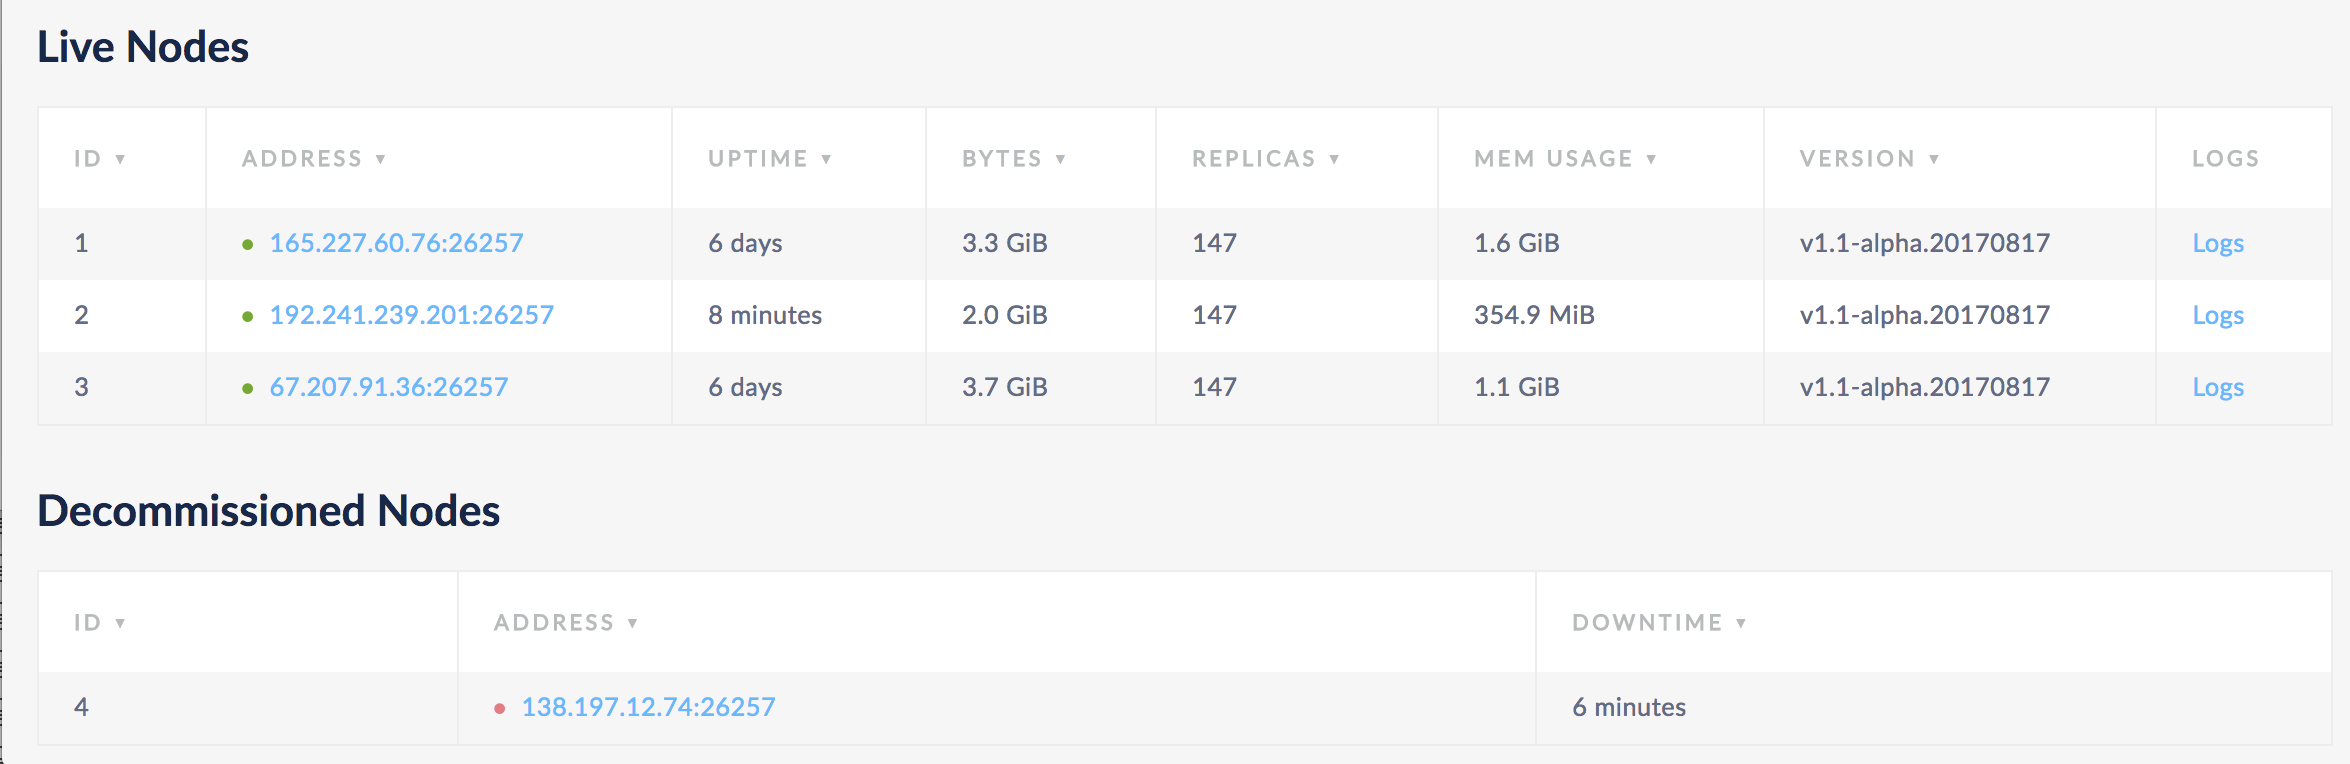 Live Nodes
ID ▼ ADDRESS ▼ UPTIME ▼ BYTES ▼ REPLICAS ▼ MEM USAGE ▼ VERSION ▼ LOGS
1 165.227.60.76:26257 6 days 3.3 GiB 147 1.6 GiB v1.1-alpha.20170817 Logs
2 192.241.239.201:26257 8 minutes 2.0 GiB 147 354.9 MiB v1.1-alpha.20170817 Logs
3 67.207.91.36:26257 6 days 3.7 GiB 147 1.1 GiB v1.1-alpha.20170817 Logs
Decommissioned Nodes
ID ▼ ADDRESS ▼ DOWNTIME ▼
4 138.197.12.74:26257 6 minutes